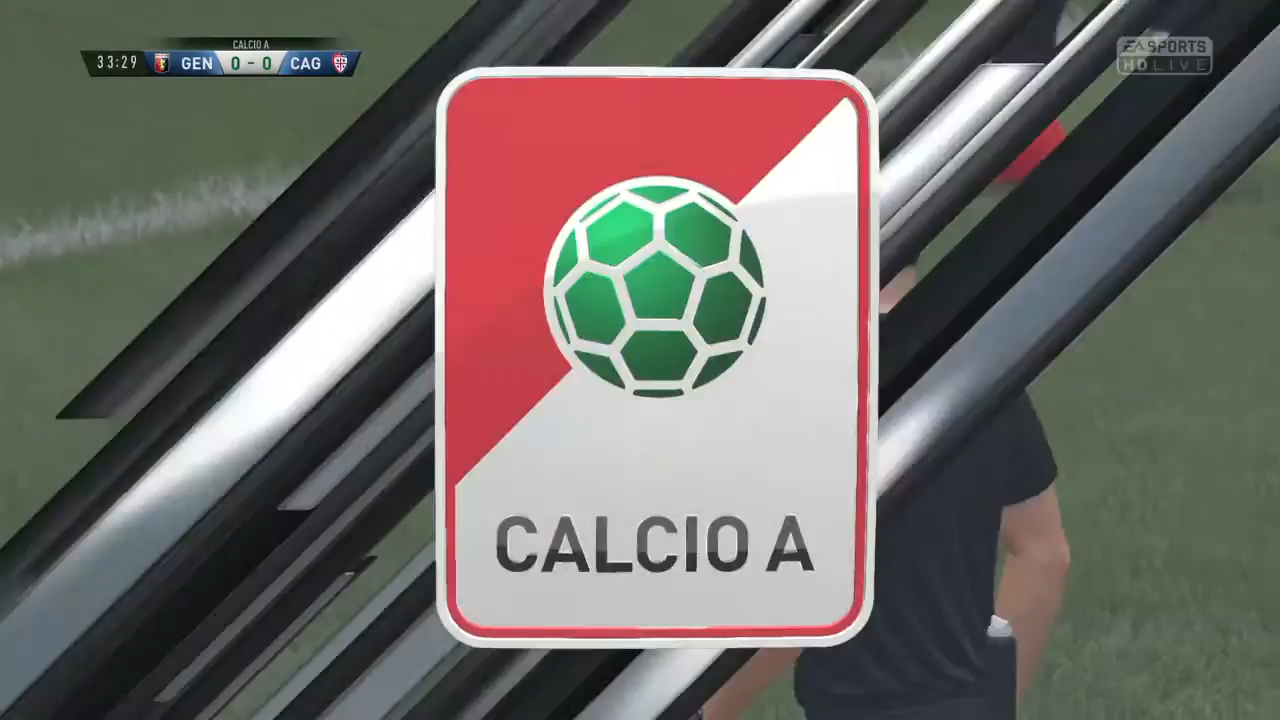 CALCIO A
33:29 GEN 0 - 0 CAG
EA SPORTS
HD LIVE
CALCIO A